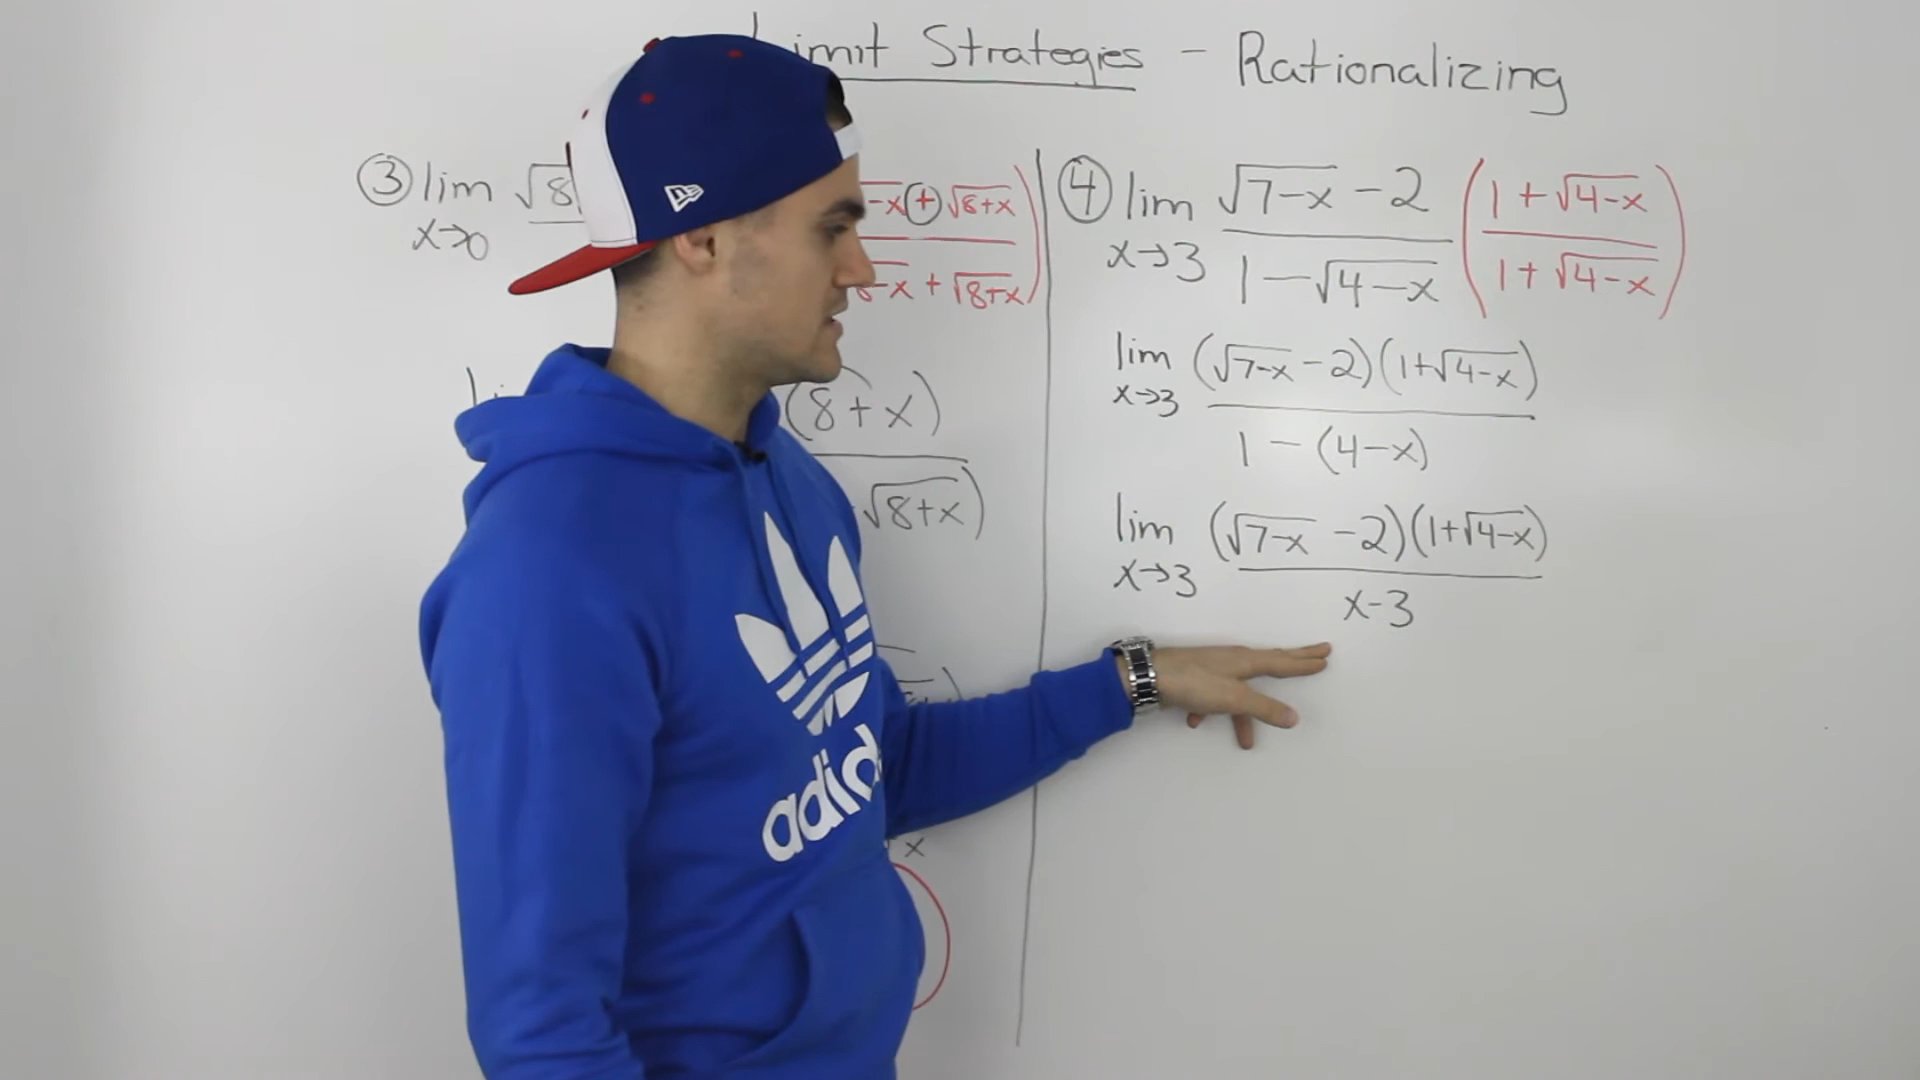 Limit Strategies - Rationalizing
③ lim √8 -x ⊕ √8+x
x→0 -x + √8+x
(8+x)
√8+x)
x
④ lim √7-x - 2 (1 + √4-x
x→3 1 - √4-x 1 + √4-x)
lim (√7-x - 2)(1+√4-x)
x→3 1 - (4-x)
lim (√7-x - 2)(1+√4-x)
x→3 x-3
adidas